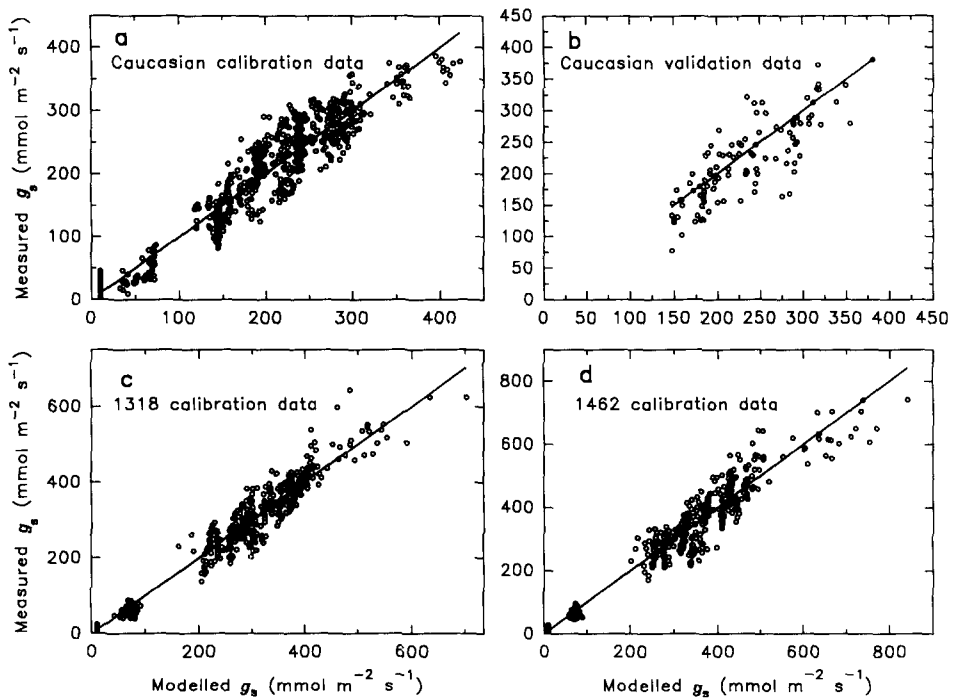 a
Caucasian calibration data
400
300
200
100
0
0 100 200 300 400
Measured gs (mmol m−2 s−1)
b
Caucasian validation data
450
400
350
300
250
200
150
100
50
0
0 50 100 150 200 250 300 350 400 450
c
1318 calibration data
600
400
200
0
0 200 400 600
Measured gs (mmol m−2 s−1)
Modelled gs (mmol m−2 s−1)
d
1462 calibration data
800
600
400
200
0
0 200 400 600 800
Modelled gs (mmol m−2 s−1)